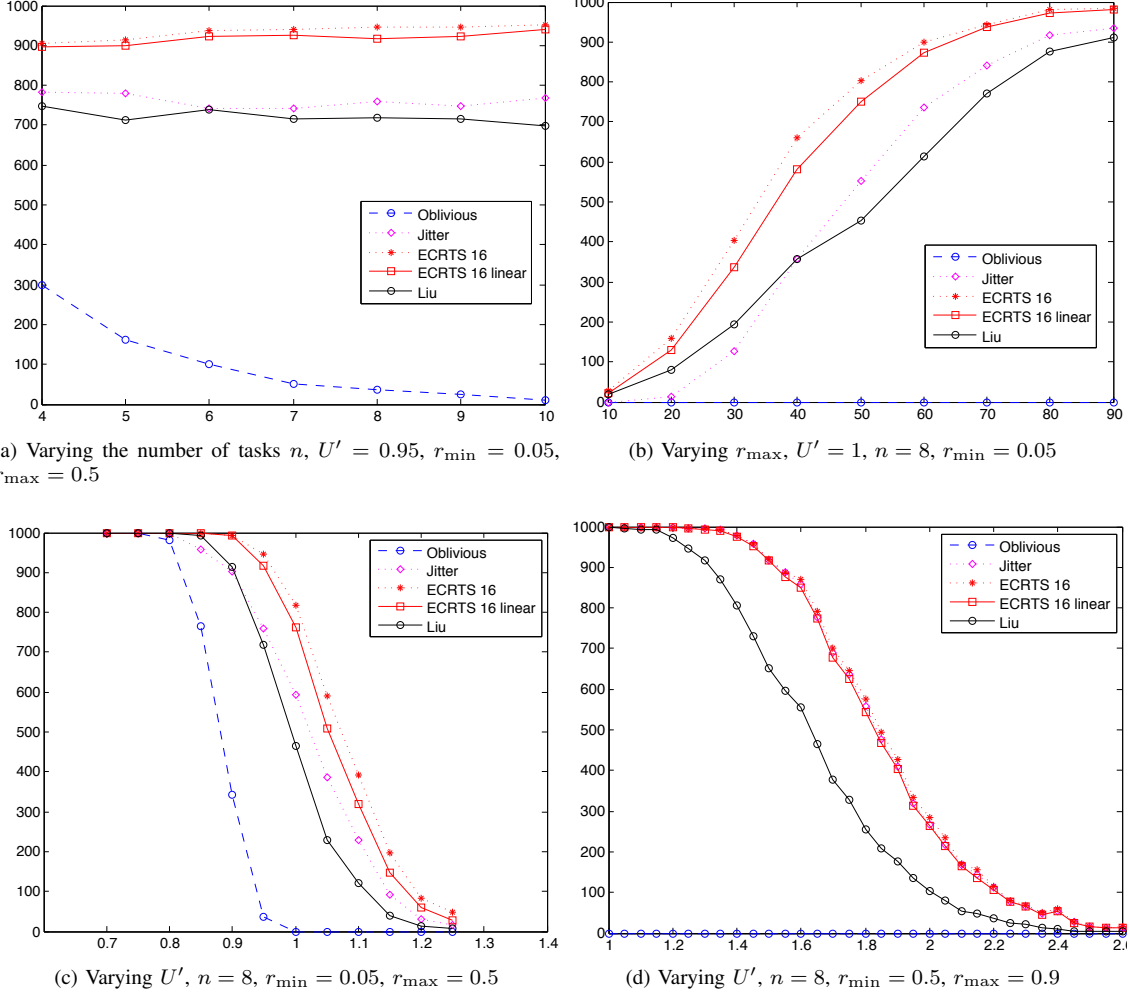 1000
900
800
700
600
500
400
300
200
100
0
4 5 6 7 8 9 10
Oblivious
Jitter
ECRTS 16
ECRTS 16 linear
Liu
a) Varying the number of tasks n, U′ = 0.95, r_min = 0.05,
r_max = 0.5
1000
900
800
700
600
500
400
300
200
100
0
10 20 30 40 50 60 70 80 90
Oblivious
Jitter
ECRTS 16
ECRTS 16 linear
Liu
(b) Varying r_max, U′ = 1, n = 8, r_min = 0.05
1000
900
800
700
600
500
400
300
200
100
0
0.7 0.8 0.9 1 1.1 1.2 1.3 1.4
Oblivious
Jitter
ECRTS 16
ECRTS 16 linear
Liu
(c) Varying U′, n = 8, r_min = 0.05, r_max = 0.5
1000
900
800
700
600
500
400
300
200
100
0
1 1.2 1.4 1.6 1.8 2 2.2 2.4 2.6
Oblivious
Jitter
ECRTS 16
ECRTS 16 linear
Liu
(d) Varying U′, n = 8, r_min = 0.5, r_max = 0.9